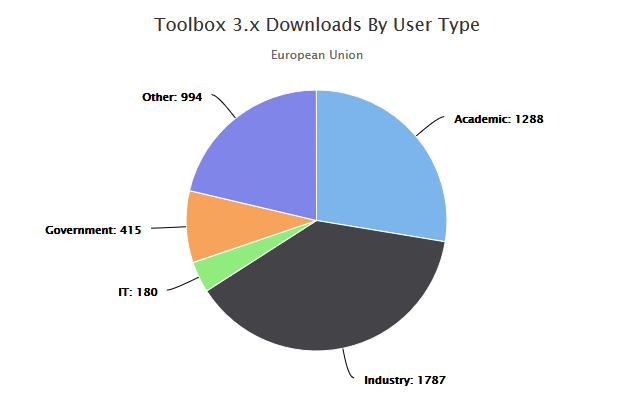 Toolbox 3.x Downloads By User Type
European Union
Other: 994
Academic: 1288
Government: 415
IT: 180
Industry: 1787